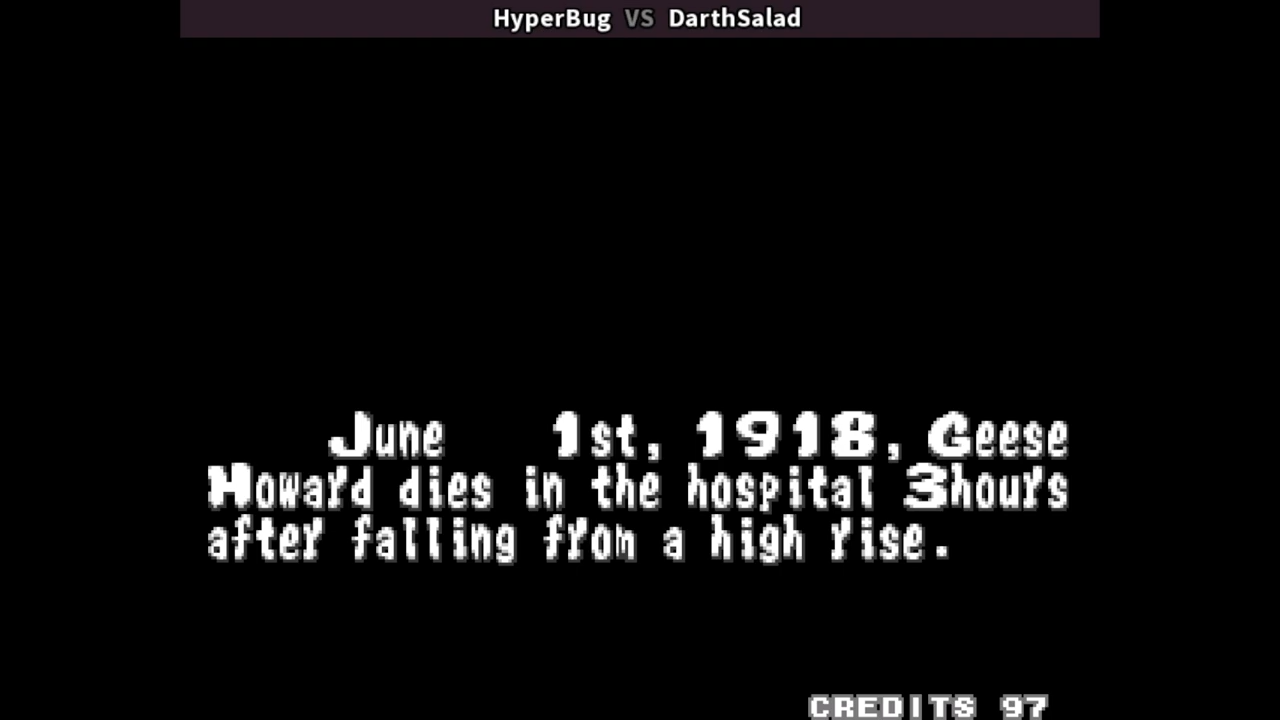 HyperBug VS DarthSalad
June 1st, 1918, Geese
Howard dies in the hospital 3hours
after falling from a high rise.
CREDITS 97